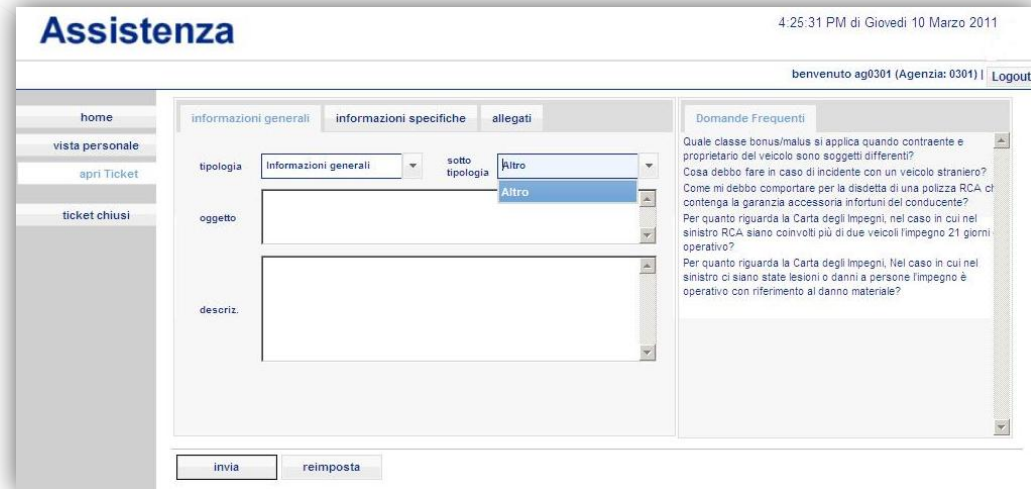 Assistenza
4:25:31 PM di Giovedi 10 Marzo 2011
benvenuto ag0301 (Agenzia: 0301) | Logout
home
vista personale
apri Ticket
ticket chiusi
informazioni generali informazioni specifiche allegati
tipologia Informazioni generali
sotto
tipologia Altro
Altro
oggetto
descriz.
invia reimposta
Domande Frequenti
Quale classe bonus/malus si applica quando contraente e
proprietario del veicolo sono soggetti differenti?
Cosa debbo fare in caso di incidente con un veicolo straniero?
Come mi debbo comportare per la disdetta di una polizza RCA ch
contenga la garanzia accessoria infortuni del conducente?
Per quanto riguarda la Carta degli Impegni, nel caso in cui nel
sinistro RCA siano coinvolti più di due veicoli l'impegno 21 giorni
operativo?
Per quanto riguarda la Carta degli Impegni, Nel caso in cui nel
sinistro ci siano state lesioni o danni a persone l'impegno è
operativo con riferimento al danno materiale?